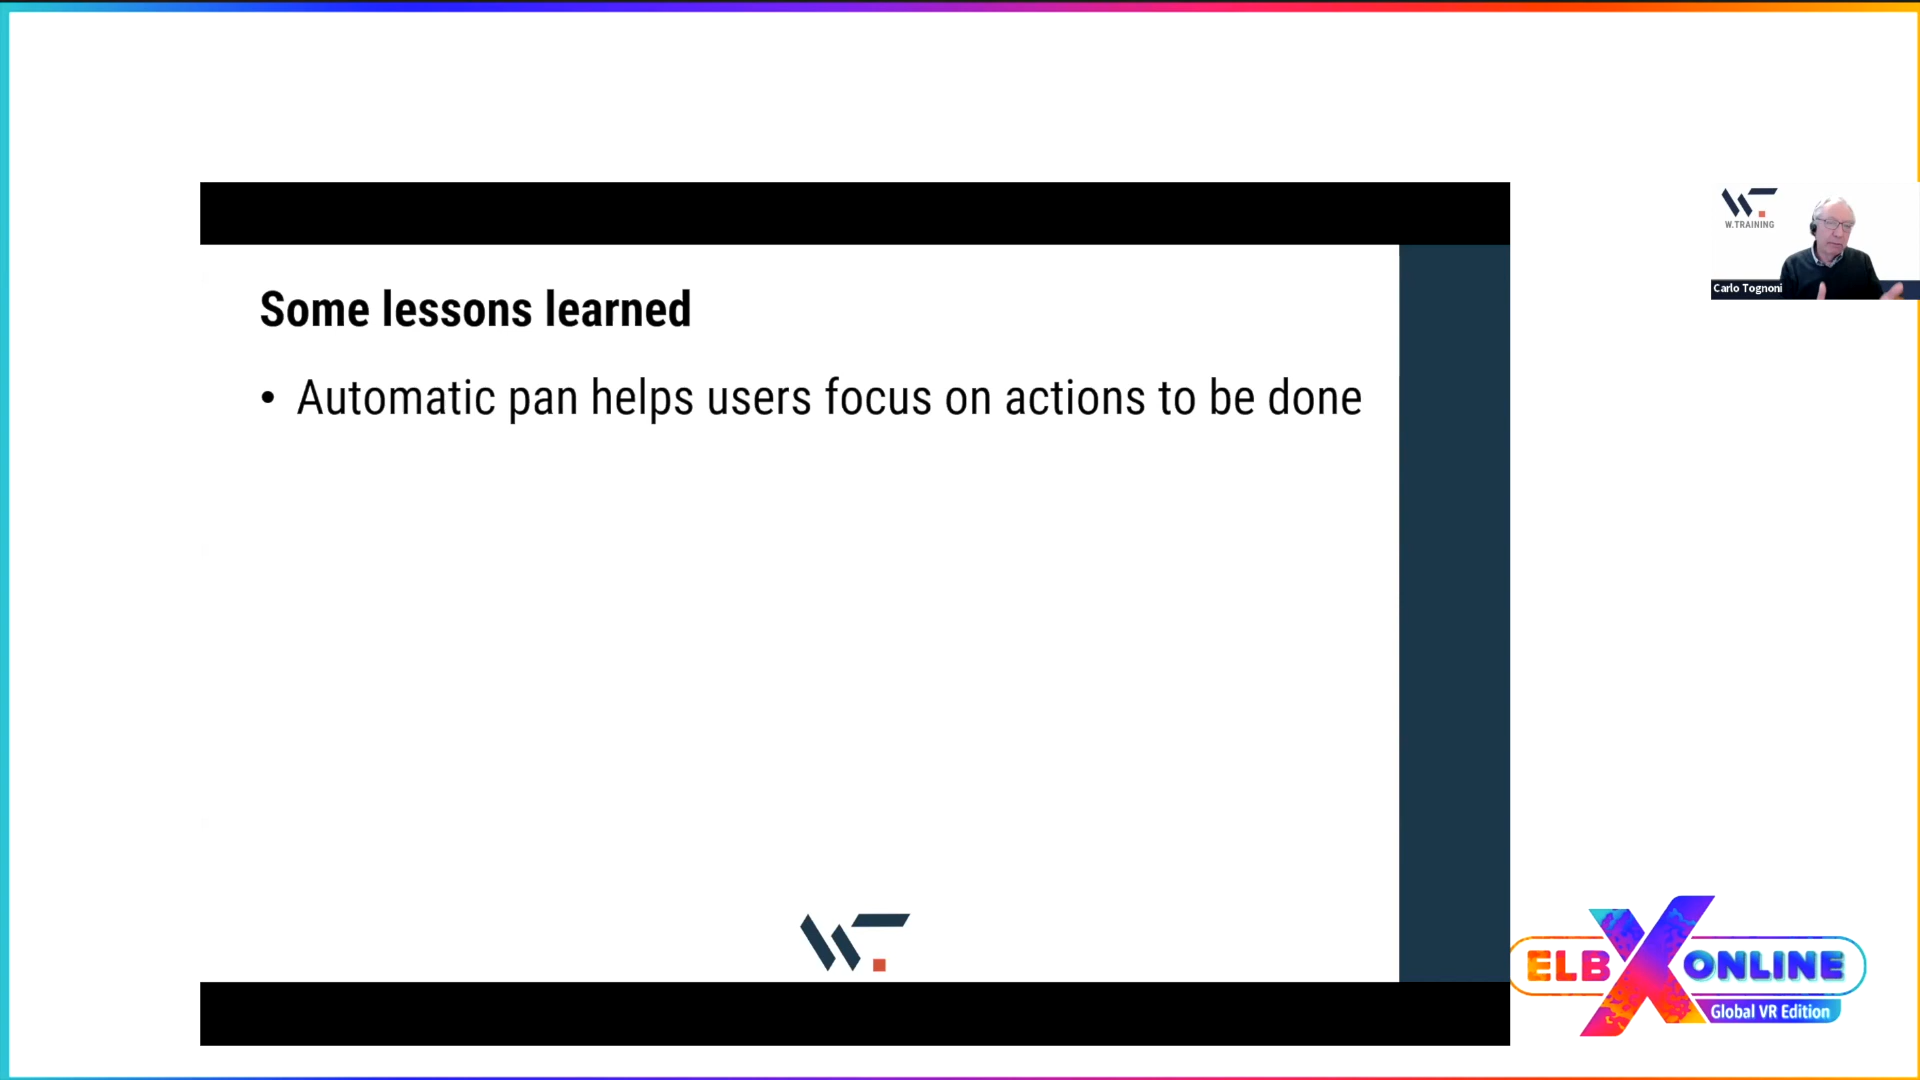 Some lessons learned
• Automatic pan helps users focus on actions to be done
W.TRAINING
Carlo Tognoni
ELB X ONLINE
Global VR Edition